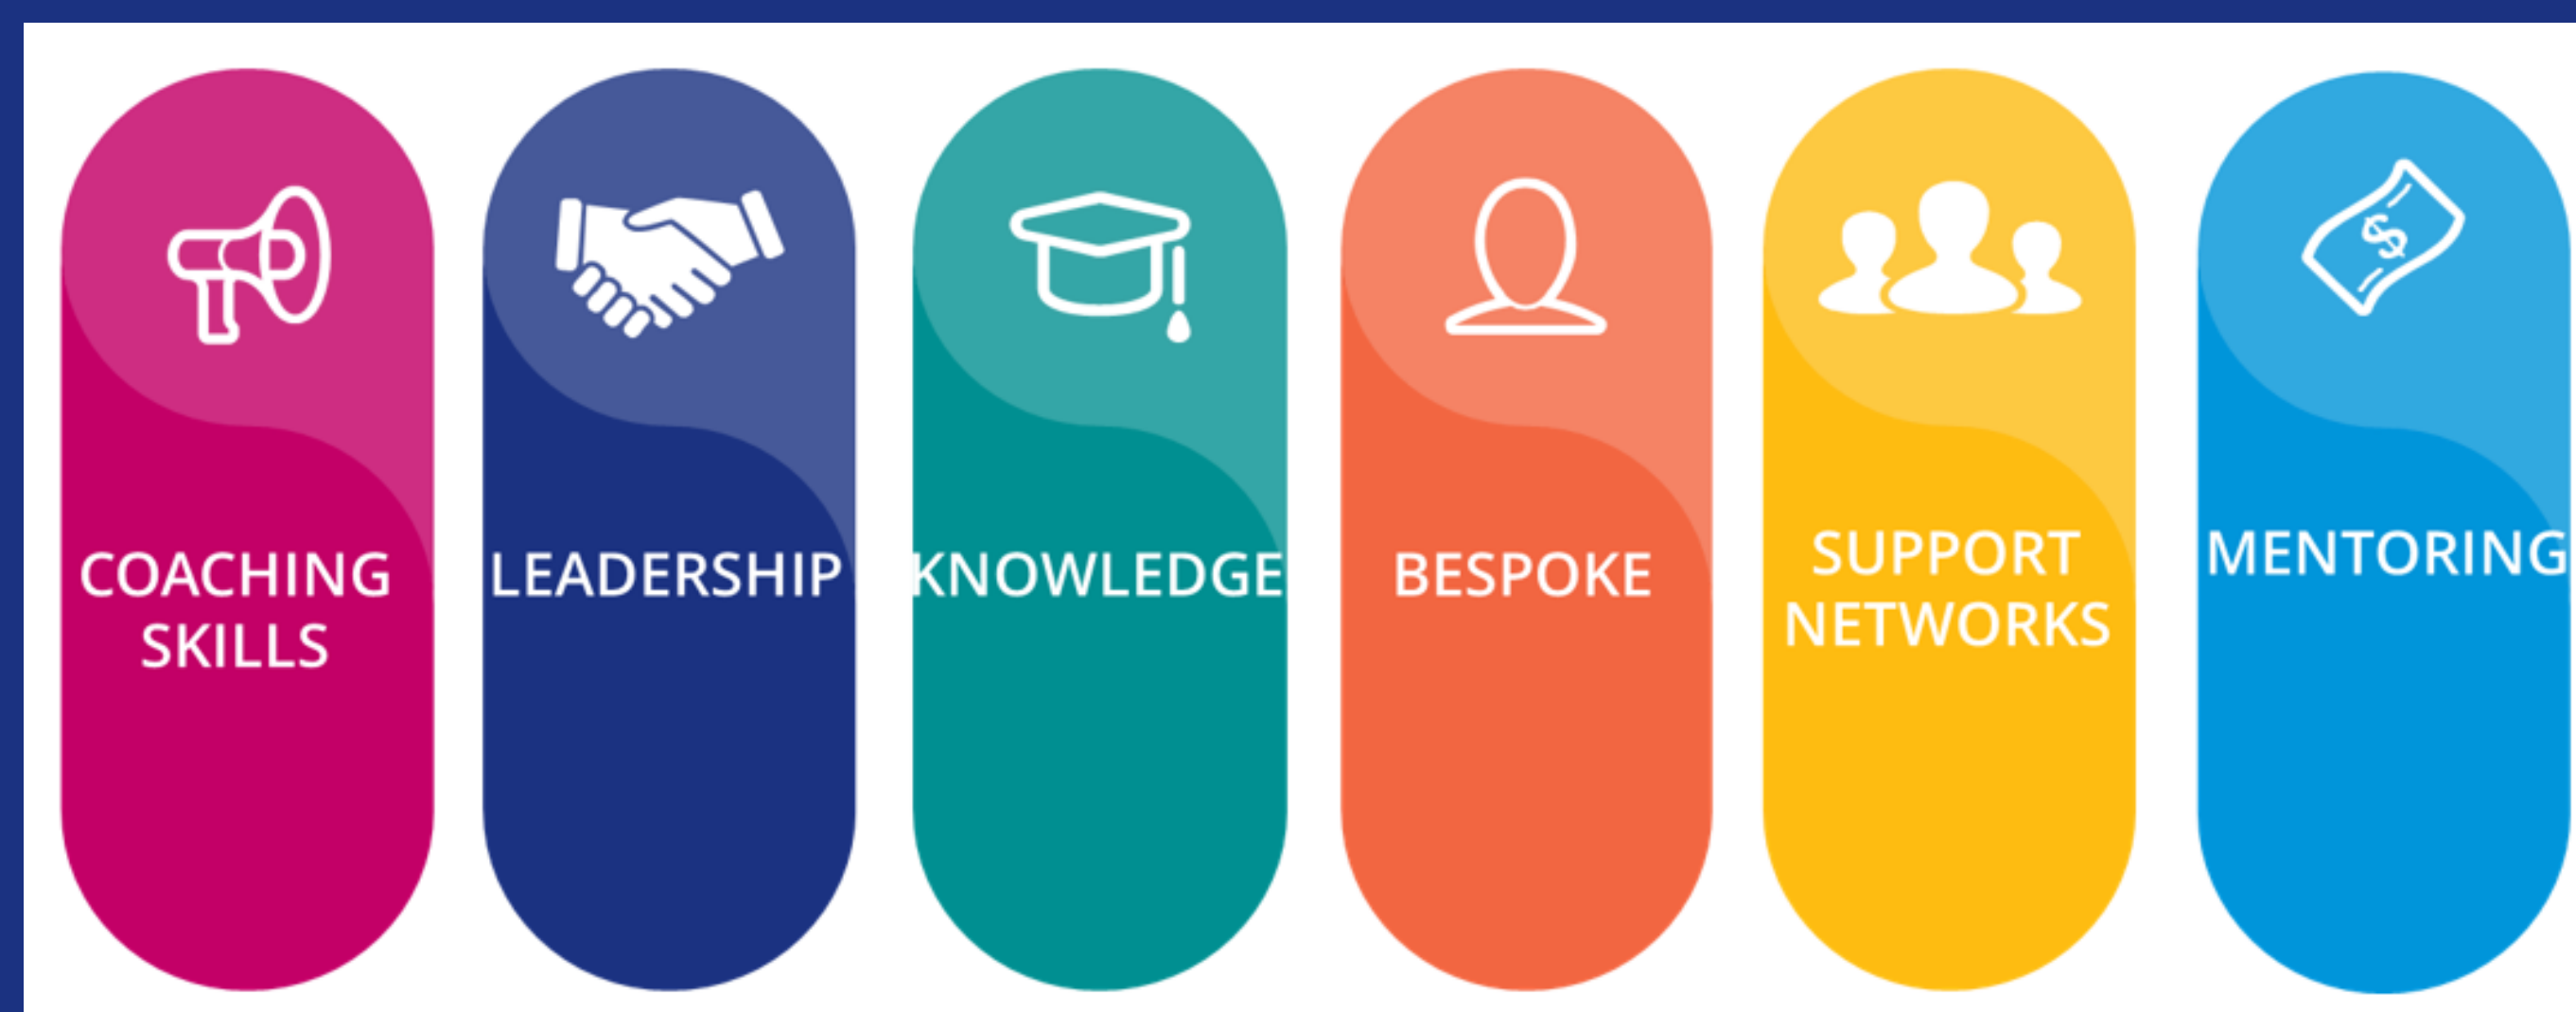 COACHING
SKILLS
LEADERSHIP
KNOWLEDGE
BESPOKE
SUPPORT
NETWORKS
MENTORING
$